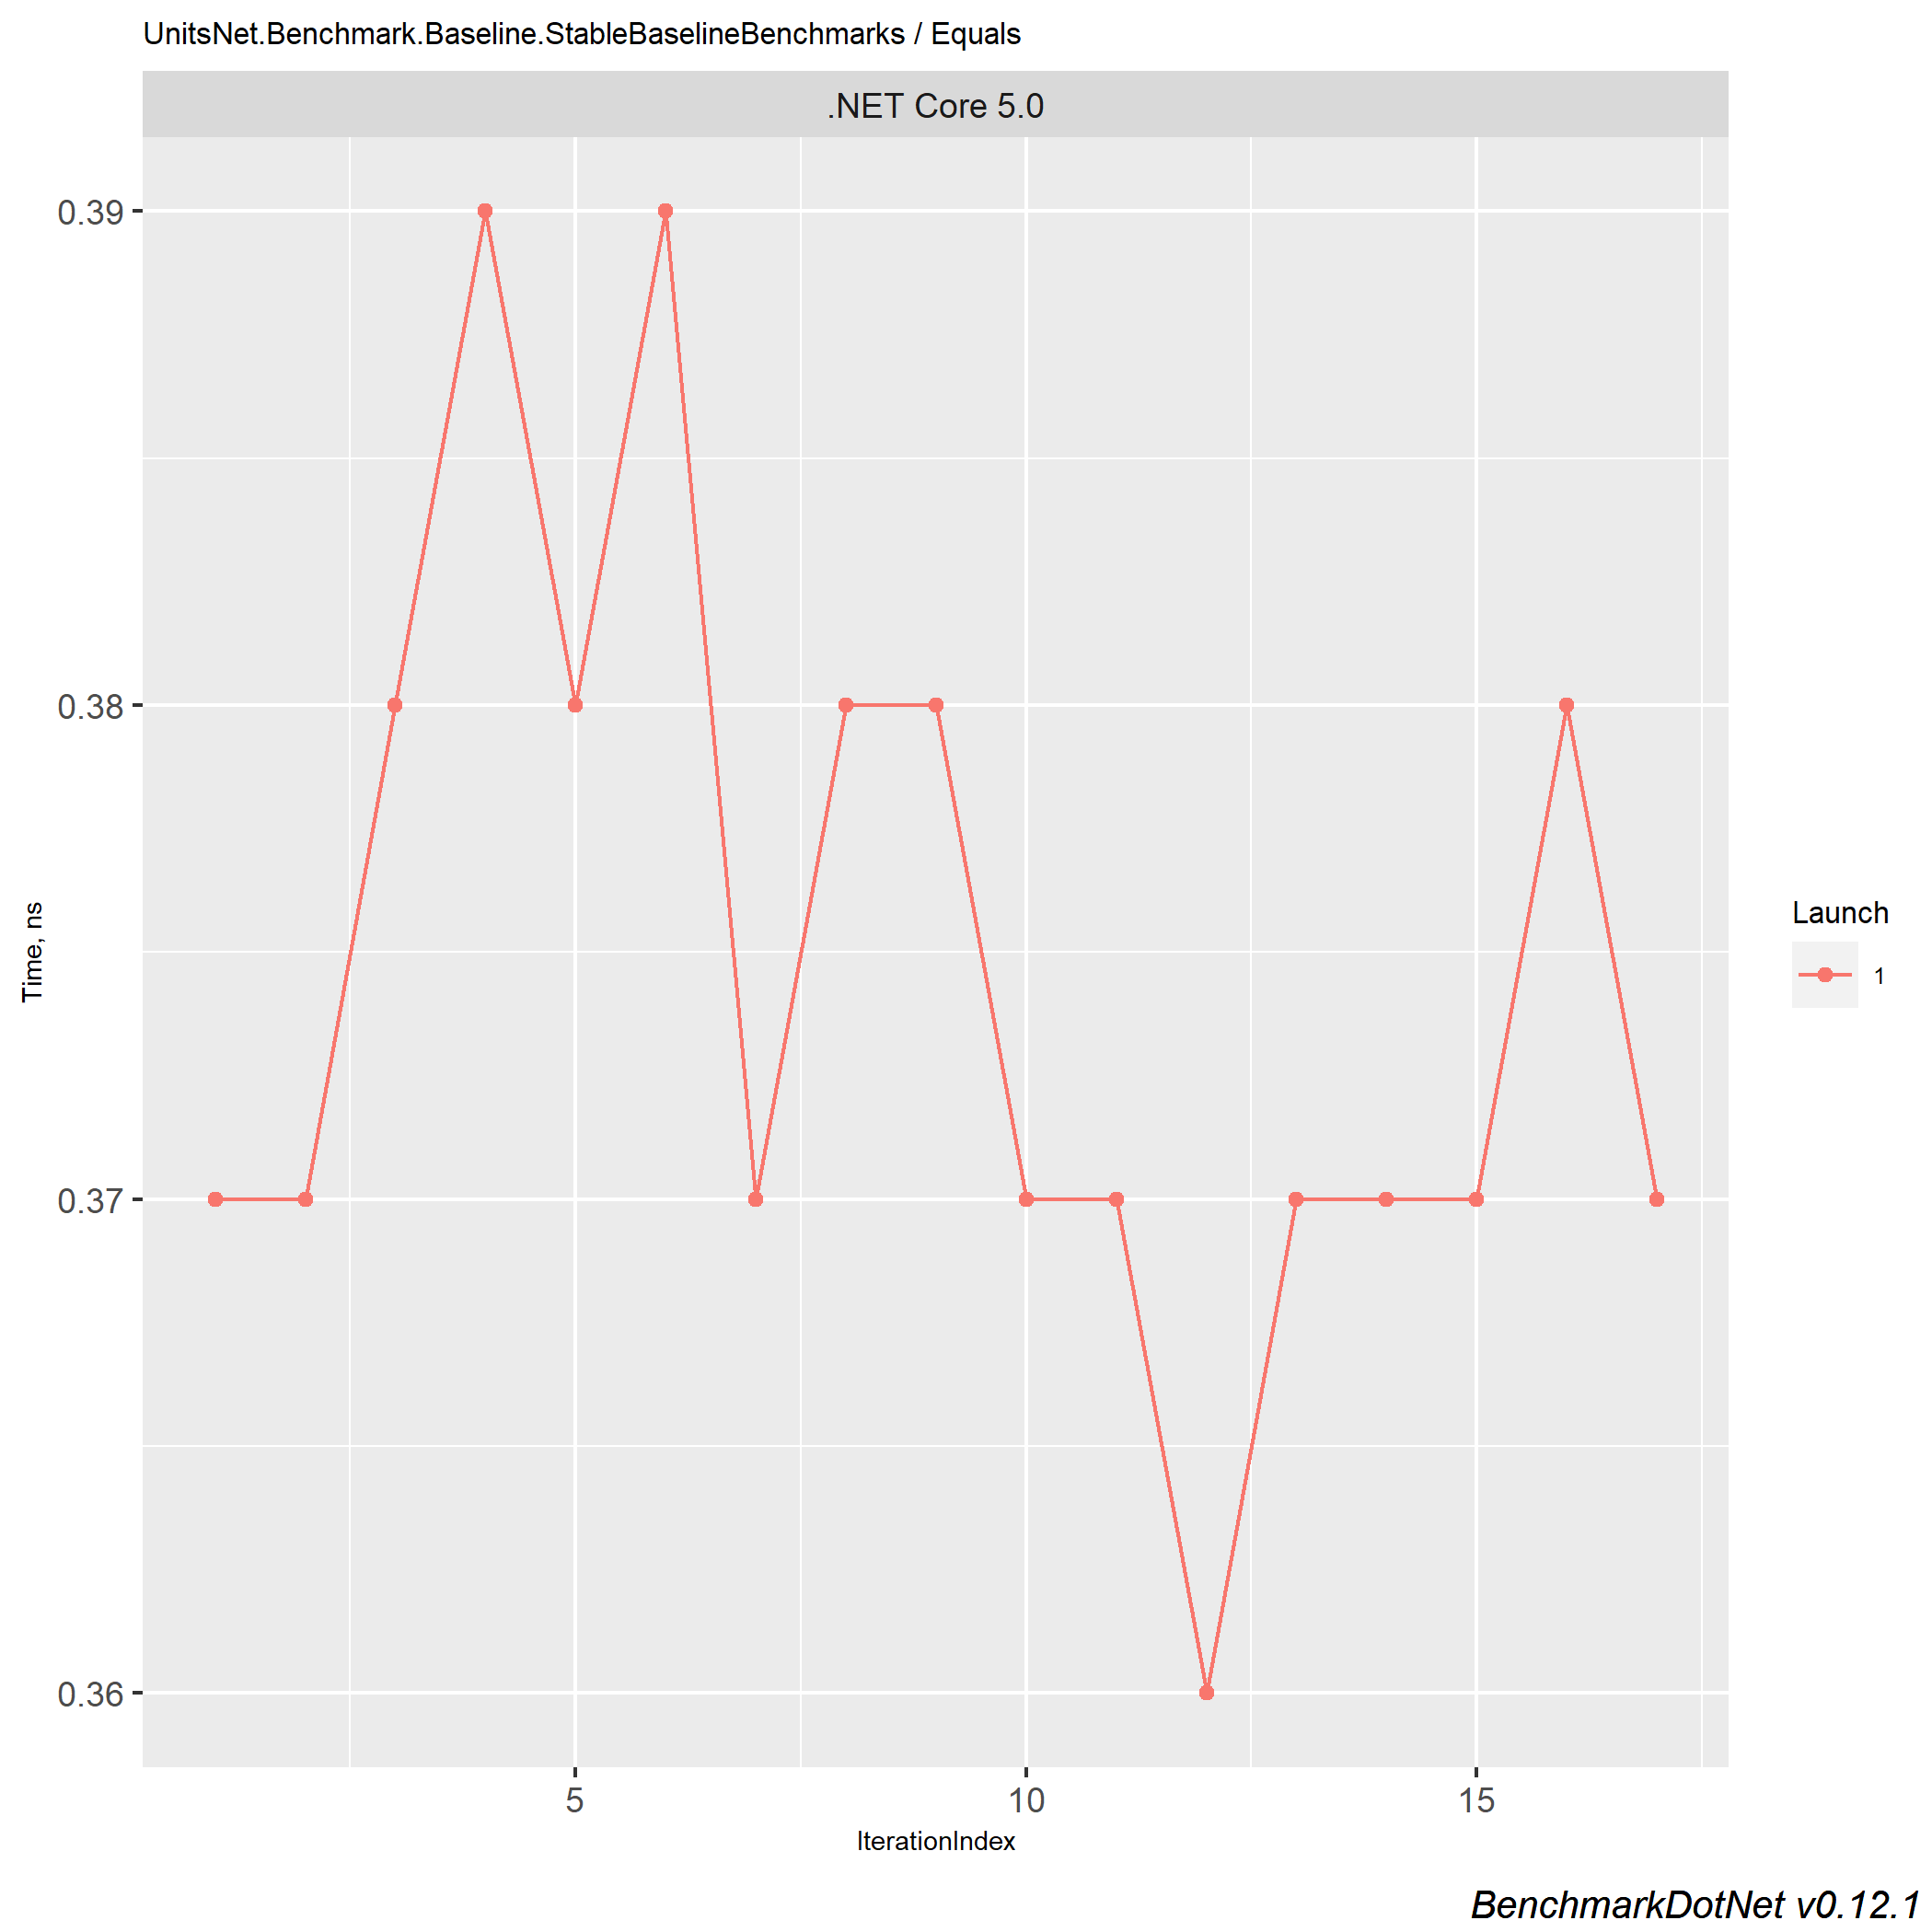 UnitsNet.Benchmark.Baseline.StableBaselineBenchmarks / Equals
.NET Core 5.0
0.39
0.38
0.37
0.36
Time, ns
5
10
15
IterationIndex
Launch
1
BenchmarkDotNet v0.12.1